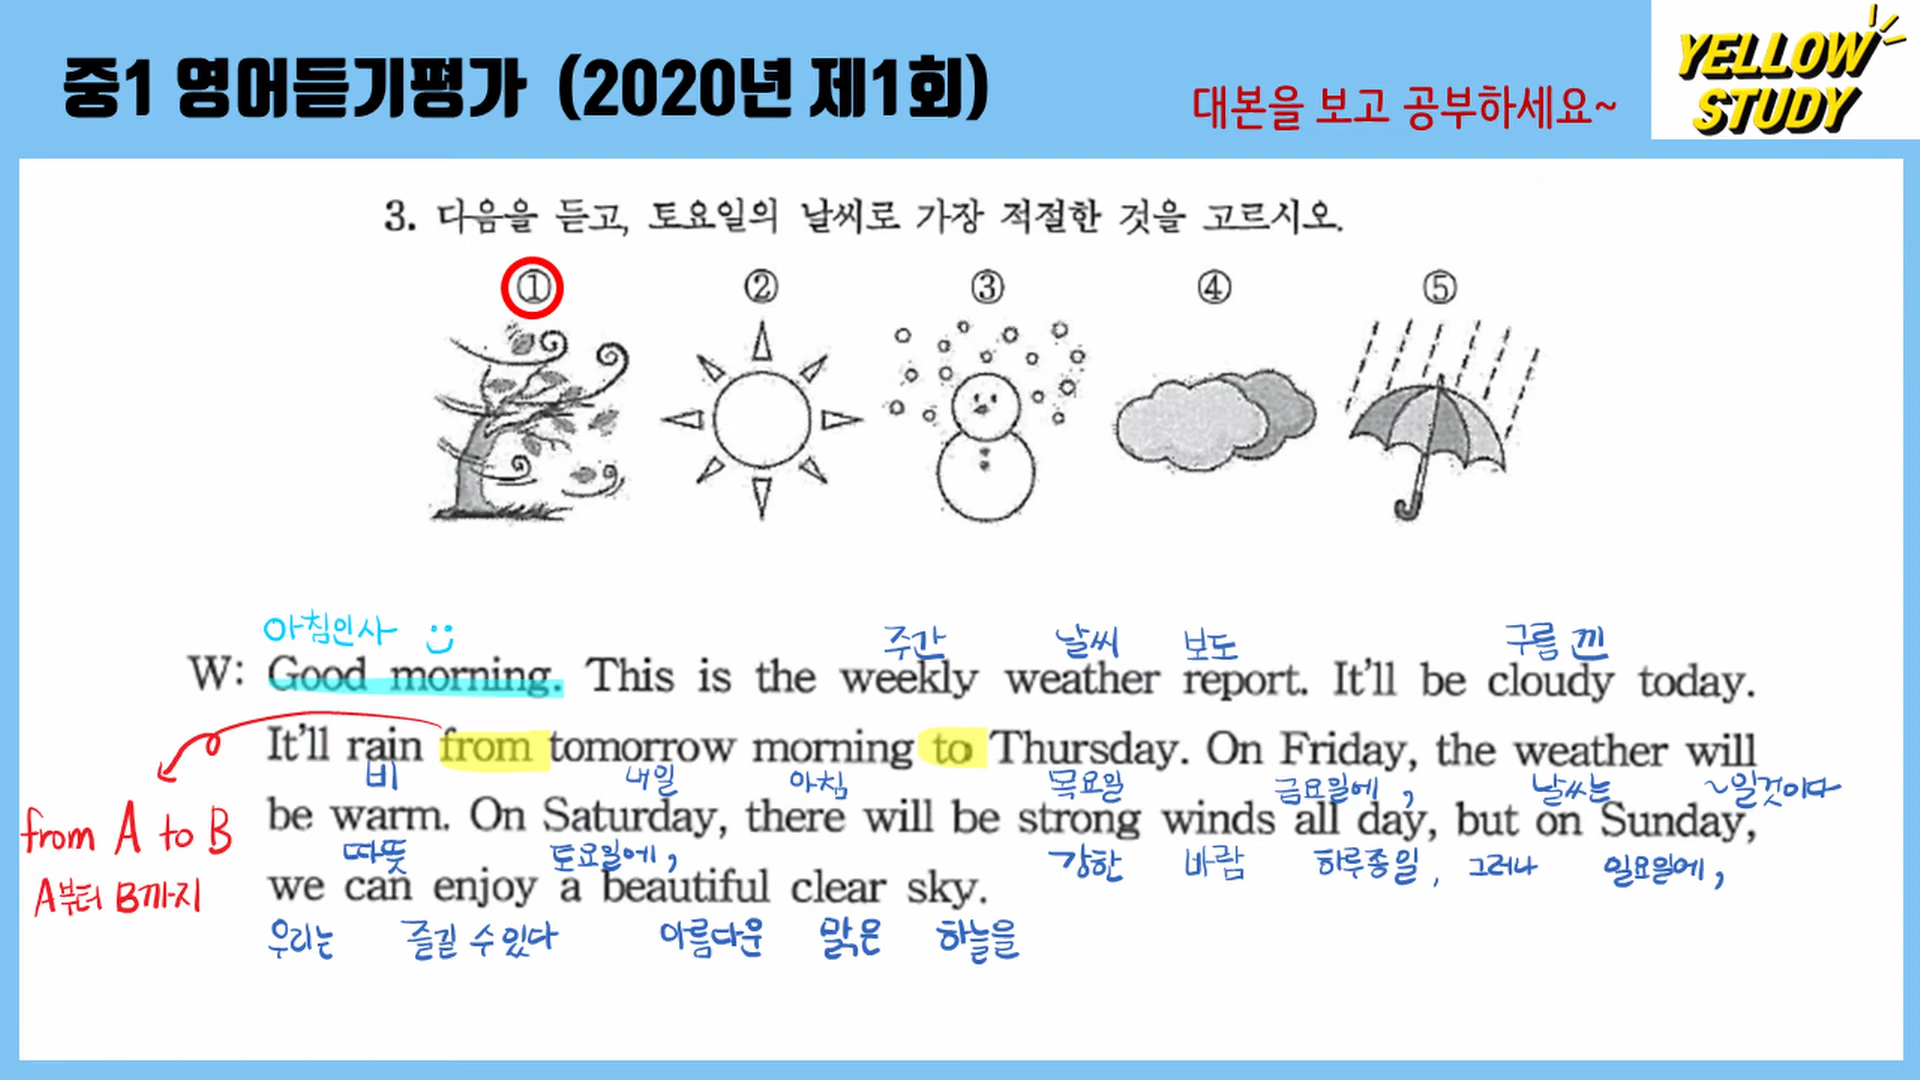 중1 영어듣기평가 (2020년 제1회)
대본을 보고 공부하세요~
YELLOW
STUDY
3. 다음을 듣고, 토요일의 날씨로 가장 적절한 것을 고르시오.
① ② ③ ④ ⑤
아침인사 주간 날씨 보도 구름 낀
W: Good morning. This is the weekly weather report. It'll be cloudy today.
It'll rain from tomorrow morning to Thursday. On Friday, the weather will
비 내일 아침 목요일 금요일에, 날씨는 ~일것이다
be warm. On Saturday, there will be strong winds all day, but on Sunday,
from A to B
따뜻 토요일에, 강한 바람 하루종일, 그러나 일요일에,
we can enjoy a beautiful clear sky.
A부터 B까지
우리는 즐길 수 있다 아름다운 맑은 하늘을